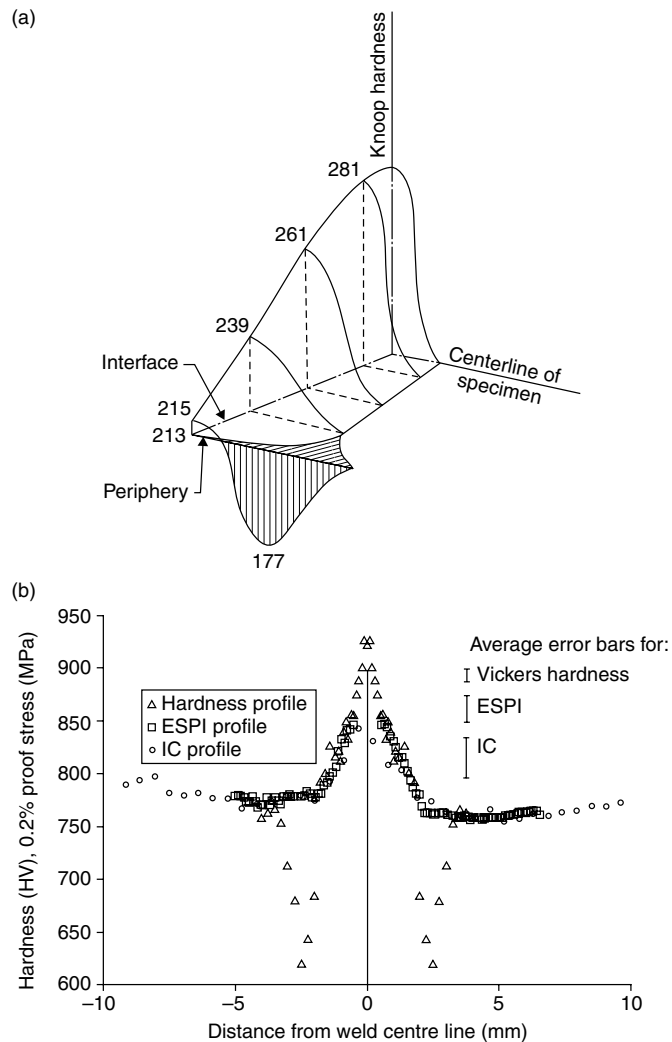 (a)
Knoop hardness
281
261
239
Interface
Centerline of
specimen
215
213
Periphery
177
(b)
950
900
850
800
750
700
650
600
Hardness (HV), 0.2% proof stress (MPa)
Hardness profile
ESPI profile
IC profile
Average error bars for:
Vickers hardness
ESPI
IC
−10
−5
0
5
10
Distance from weld centre line (mm)